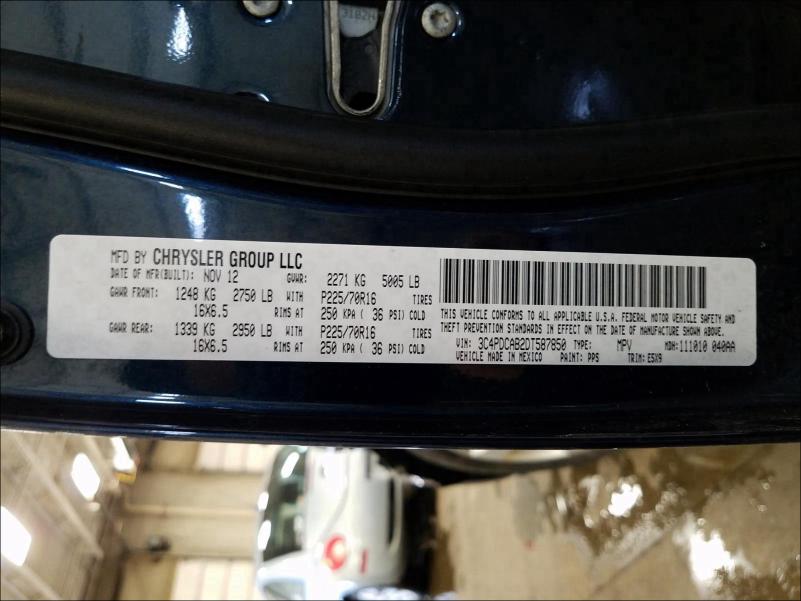 3182H
MFD BY CHRYSLER GROUP LLC
DATE OF MFR(BUILT): NOV 12 GVWR: 2271 KG 5005 LB
GAWR FRONT: 1248 KG 2750 LB WITH P225/70R16 TIRES
16X6.5 RIMS AT 250 KPA ( 36 PSI) COLD
GAWR REAR: 1339 KG 2950 LB WITH P225/70R16 TIRES
16X6.5 RIMS AT 250 KPA ( 36 PSI) COLD
THIS VEHICLE CONFORMS TO ALL APPLICABLE U.S.A. FEDERAL MOTOR VEHICLE SAFETY AND
THEFT PREVENTION STANDARDS IN EFFECT ON THE DATE OF MANUFACTURE SHOWN ABOVE.
VIN: 3C4PDCAB2DT587850 TYPE: MPV MDH: 111010 040AA
VEHICLE MADE IN MEXICO PAINT: PPS TRIM: E5X9